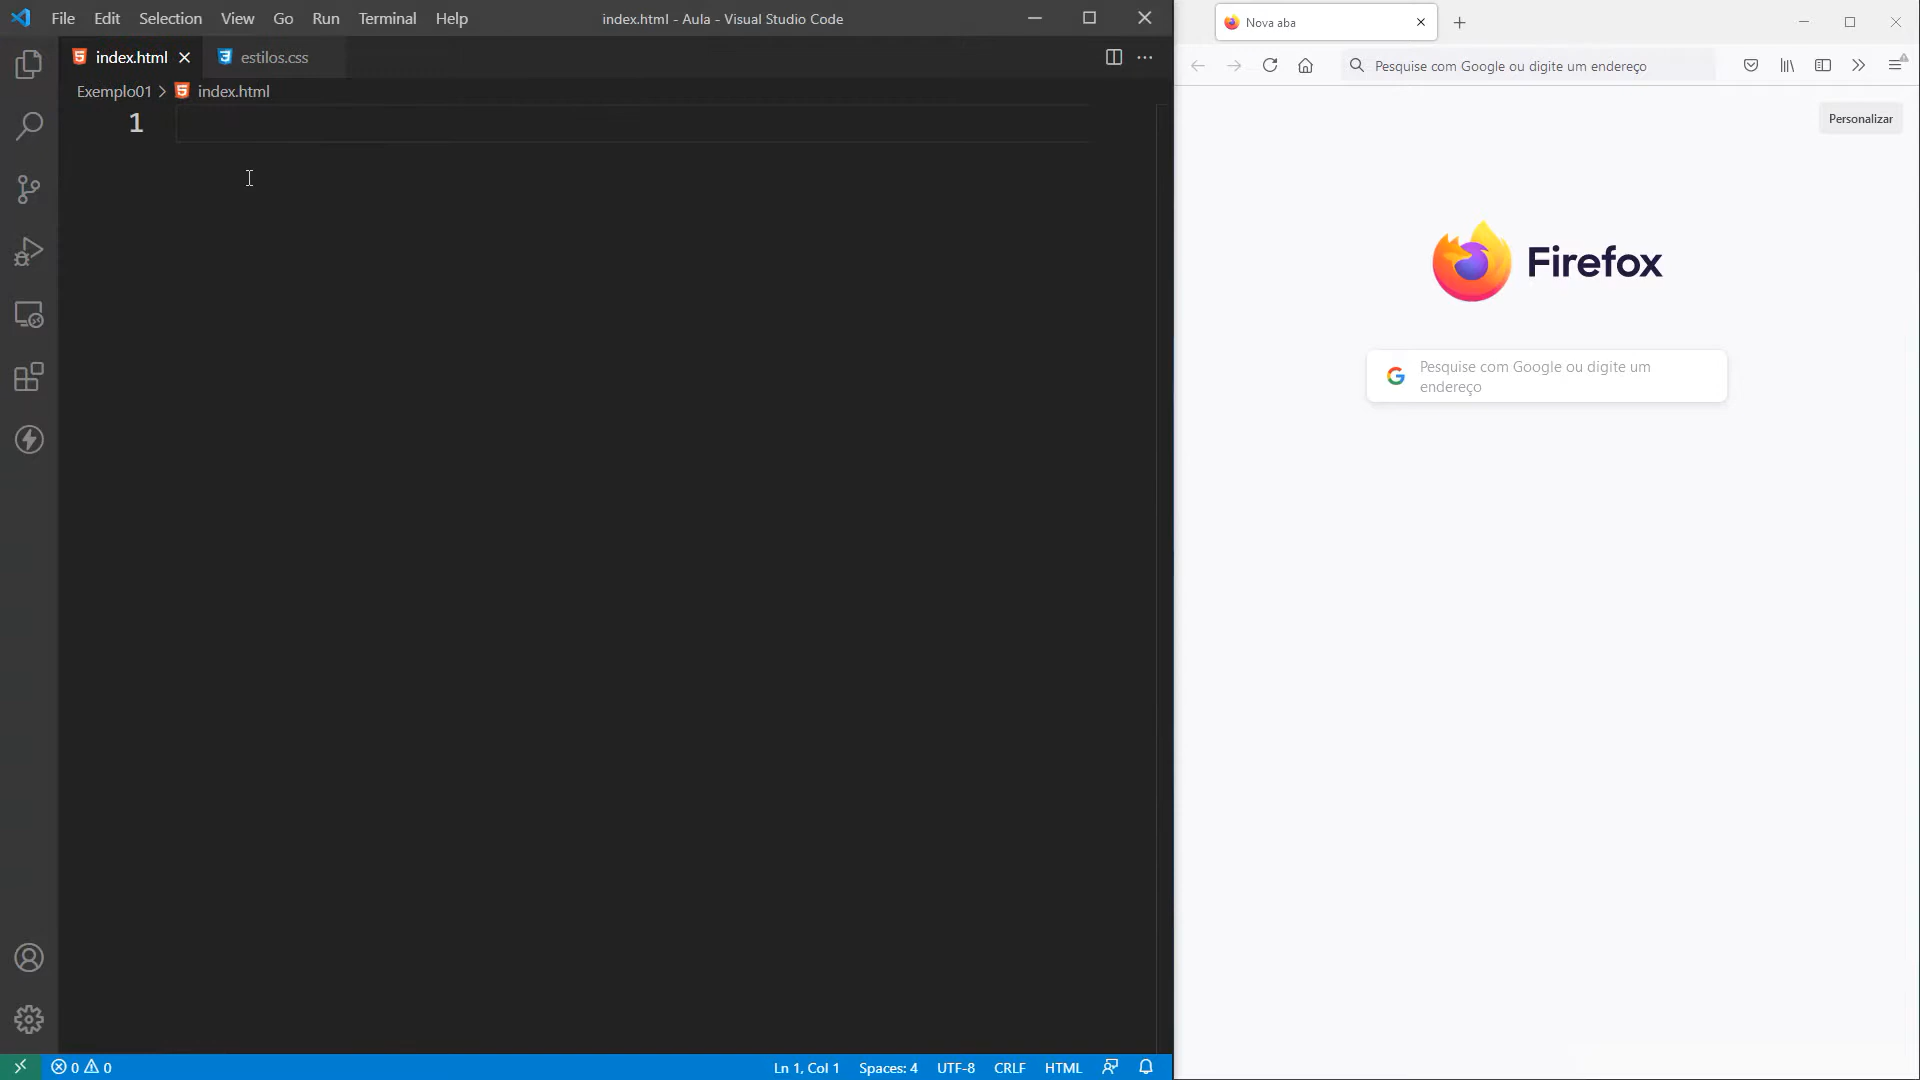 File Edit Selection View Go Run Terminal Help
index.html - Aula - Visual Studio Code
index.html
estilos.css
Exemplo01 > index.html
1
0 0
Ln 1, Col 1
Spaces: 4
UTF-8
CRLF
HTML
Nova aba
Pesquise com Google ou digite um endereço
Personalizar
Firefox
Pesquise com Google ou digite um
endereço